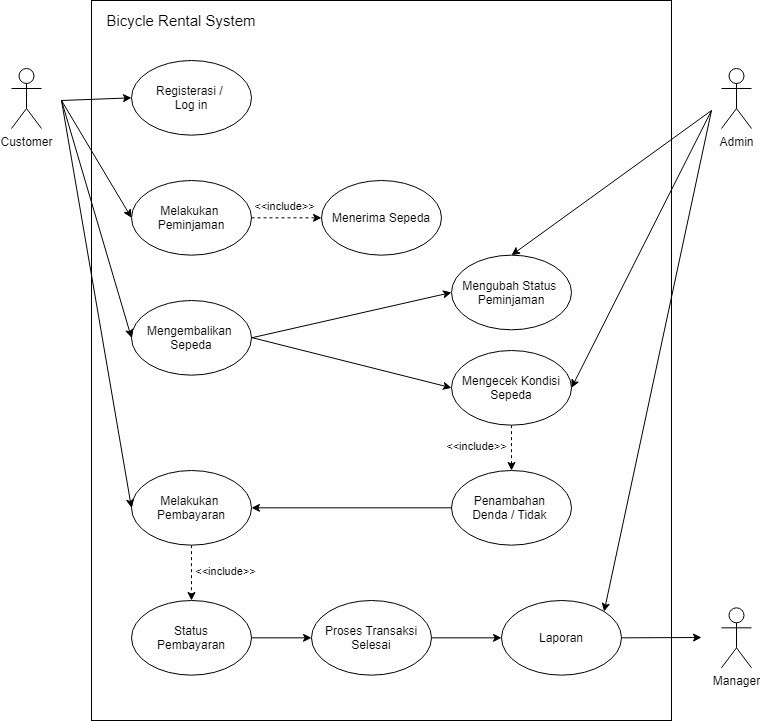 Bicycle Rental System
Registerasi /
Log in
Customer
Admin
Melakukan
Peminjaman
<<include>>
Menerima Sepeda
Mengubah Status
Peminjaman
Mengembalikan
Sepeda
Mengecek Kondisi
Sepeda
<<include>>
Melakukan
Pembayaran
Penambahan
Denda / Tidak
<<include>>
Status
Pembayaran
Proses Transaksi
Selesai
Laporan
Manager